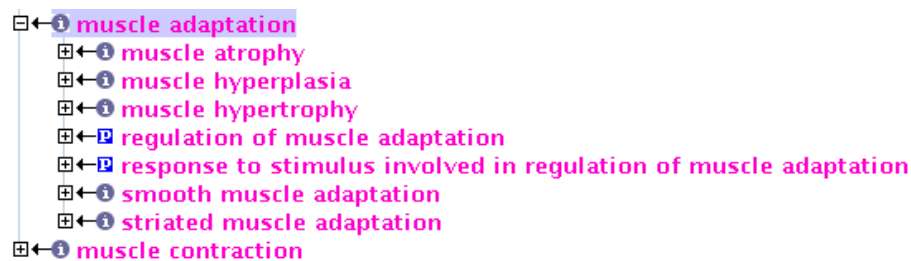 muscle adaptation
muscle atrophy
muscle hyperplasia
muscle hypertrophy
regulation of muscle adaptation
response to stimulus involved in regulation of muscle adaptation
smooth muscle adaptation
striated muscle adaptation
muscle contraction